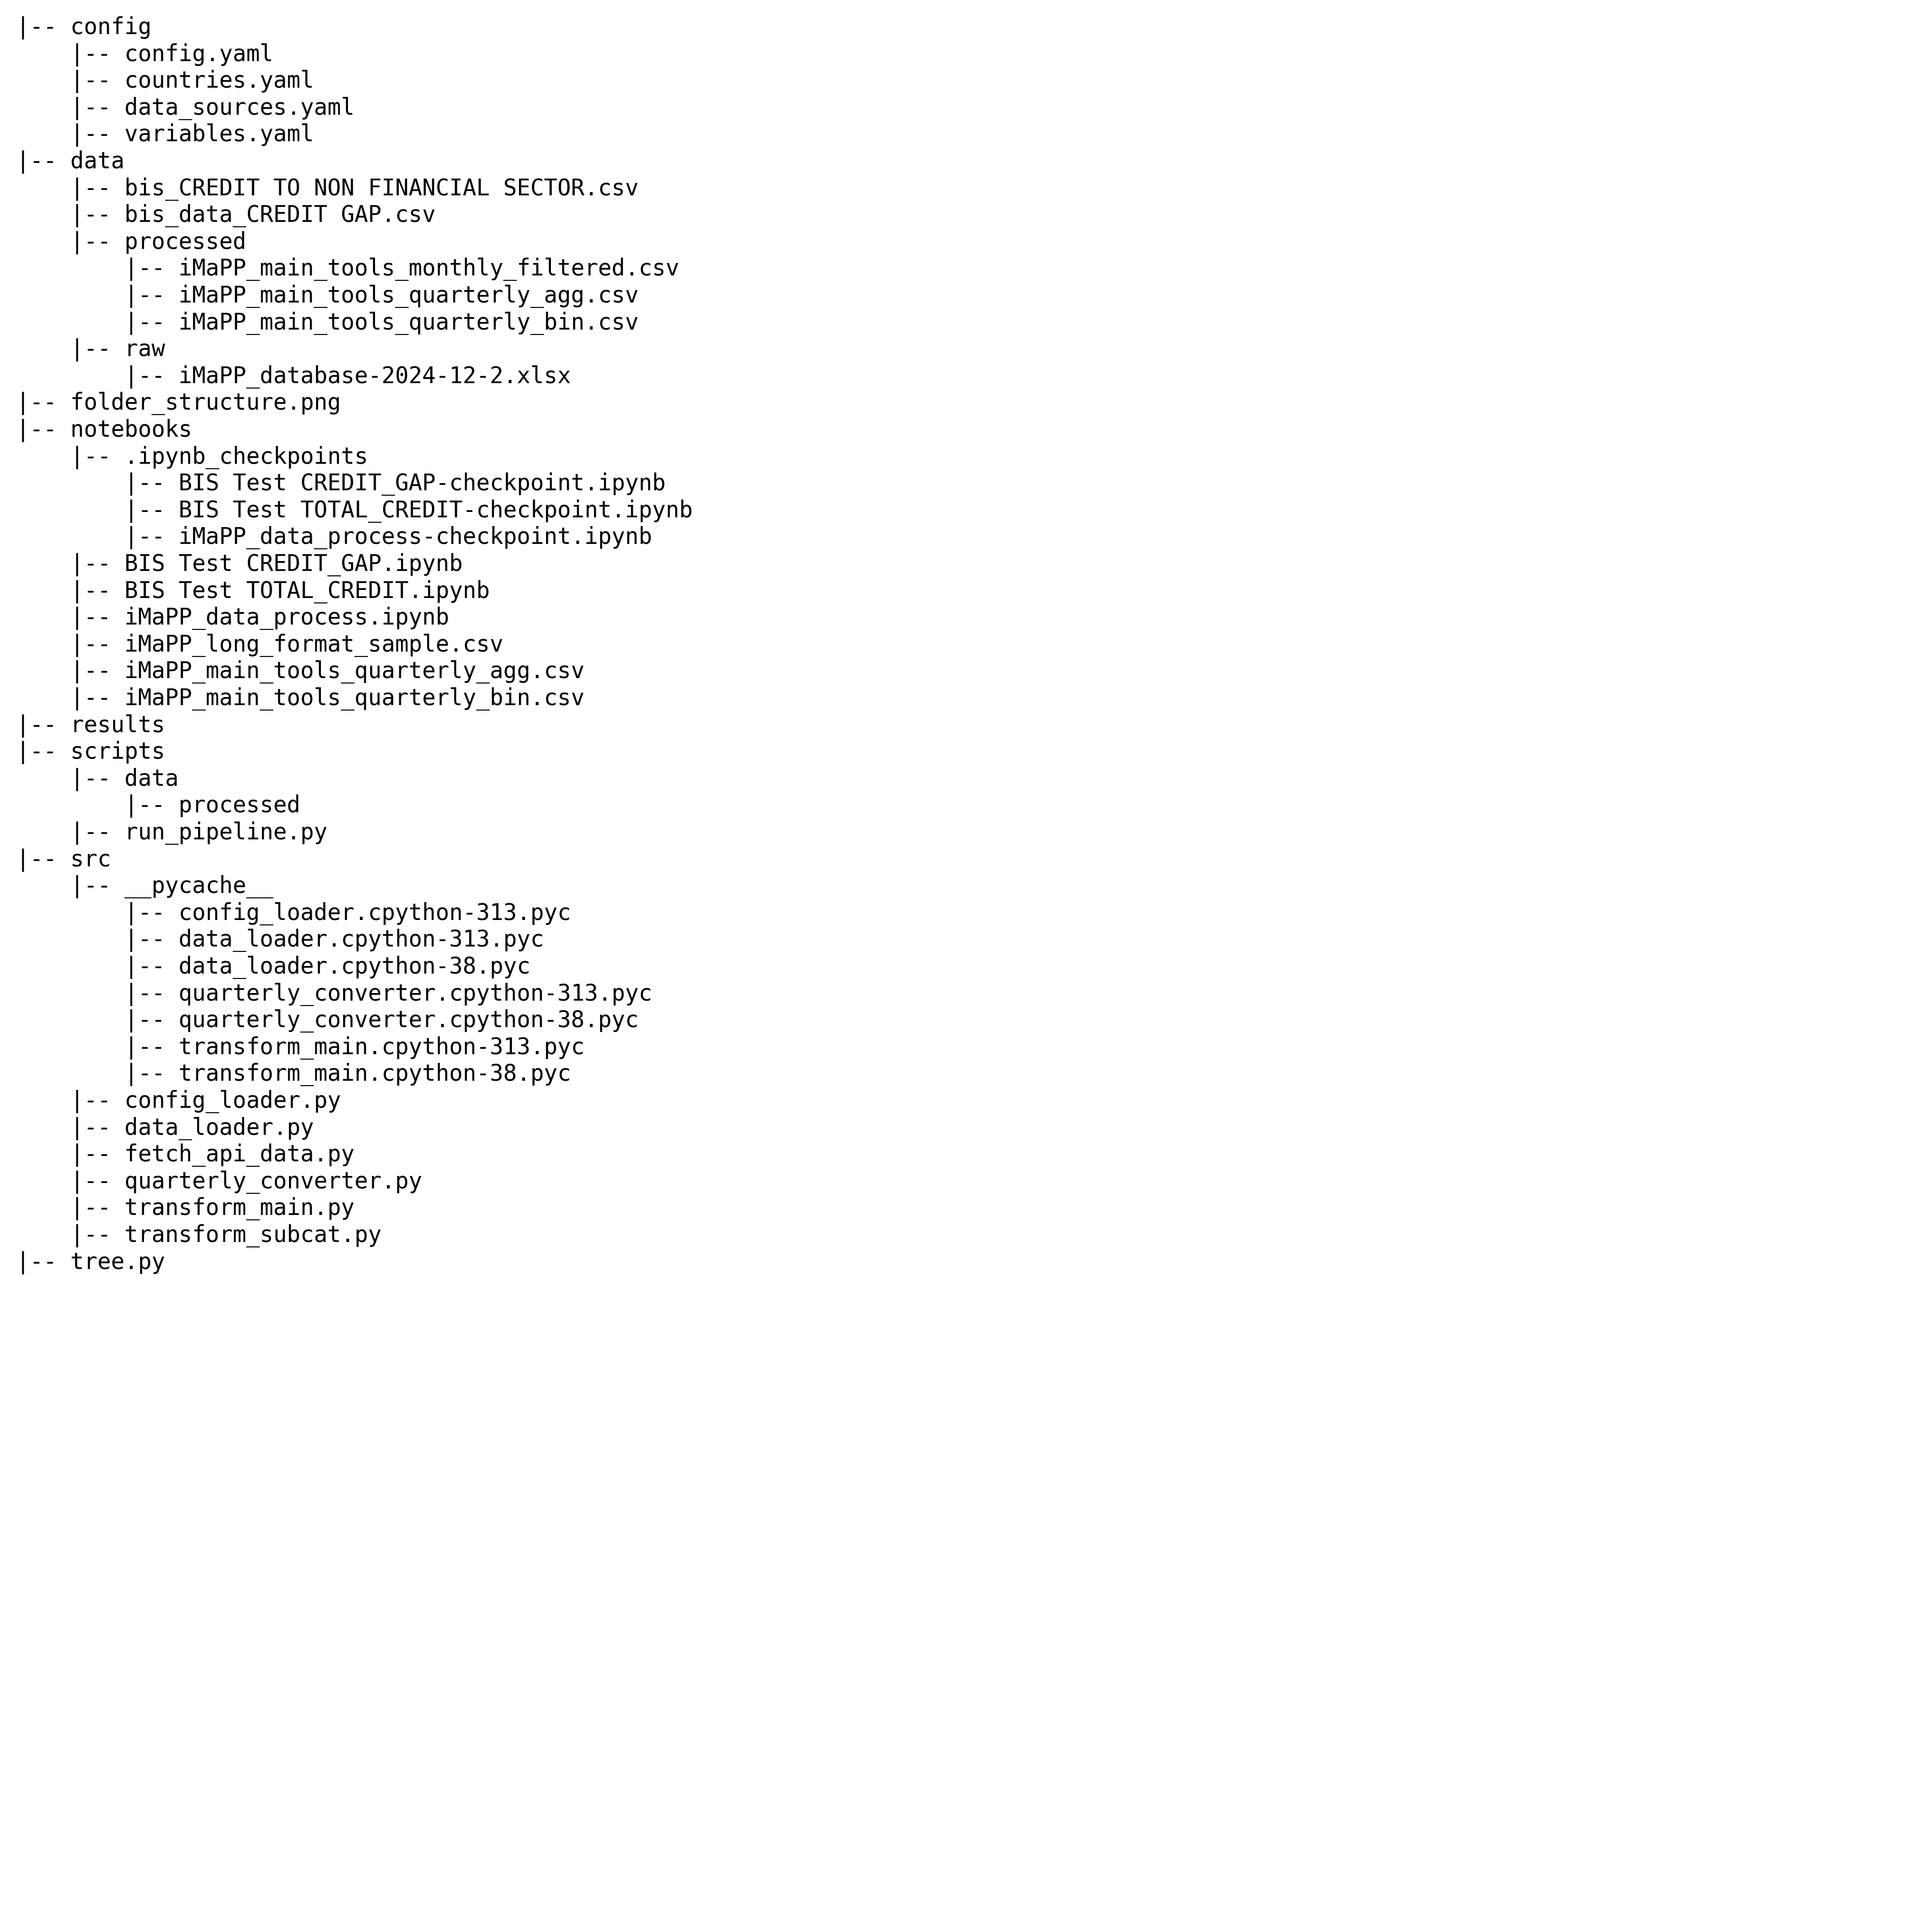 |-- config
    |-- config.yaml
    |-- countries.yaml
    |-- data_sources.yaml
    |-- variables.yaml
|-- data
    |-- bis_CREDIT TO NON FINANCIAL SECTOR.csv
    |-- bis_data_CREDIT GAP.csv
    |-- processed
        |-- iMaPP_main_tools_monthly_filtered.csv
        |-- iMaPP_main_tools_quarterly_agg.csv
        |-- iMaPP_main_tools_quarterly_bin.csv
    |-- raw
        |-- iMaPP_database-2024-12-2.xlsx
|-- folder_structure.png
|-- notebooks
    |-- .ipynb_checkpoints
        |-- BIS Test CREDIT_GAP-checkpoint.ipynb
        |-- BIS Test TOTAL_CREDIT-checkpoint.ipynb
        |-- iMaPP_data_process-checkpoint.ipynb
    |-- BIS Test CREDIT_GAP.ipynb
    |-- BIS Test TOTAL_CREDIT.ipynb
    |-- iMaPP_data_process.ipynb
    |-- iMaPP_long_format_sample.csv
    |-- iMaPP_main_tools_quarterly_agg.csv
    |-- iMaPP_main_tools_quarterly_bin.csv
|-- results
|-- scripts
    |-- data
        |-- processed
    |-- run_pipeline.py
|-- src
    |-- __pycache__
        |-- config_loader.cpython-313.pyc
        |-- data_loader.cpython-313.pyc
        |-- data_loader.cpython-38.pyc
        |-- quarterly_converter.cpython-313.pyc
        |-- quarterly_converter.cpython-38.pyc
        |-- transform_main.cpython-313.pyc
        |-- transform_main.cpython-38.pyc
    |-- config_loader.py
    |-- data_loader.py
    |-- fetch_api_data.py
    |-- quarterly_converter.py
    |-- transform_main.py
    |-- transform_subcat.py
|-- tree.py